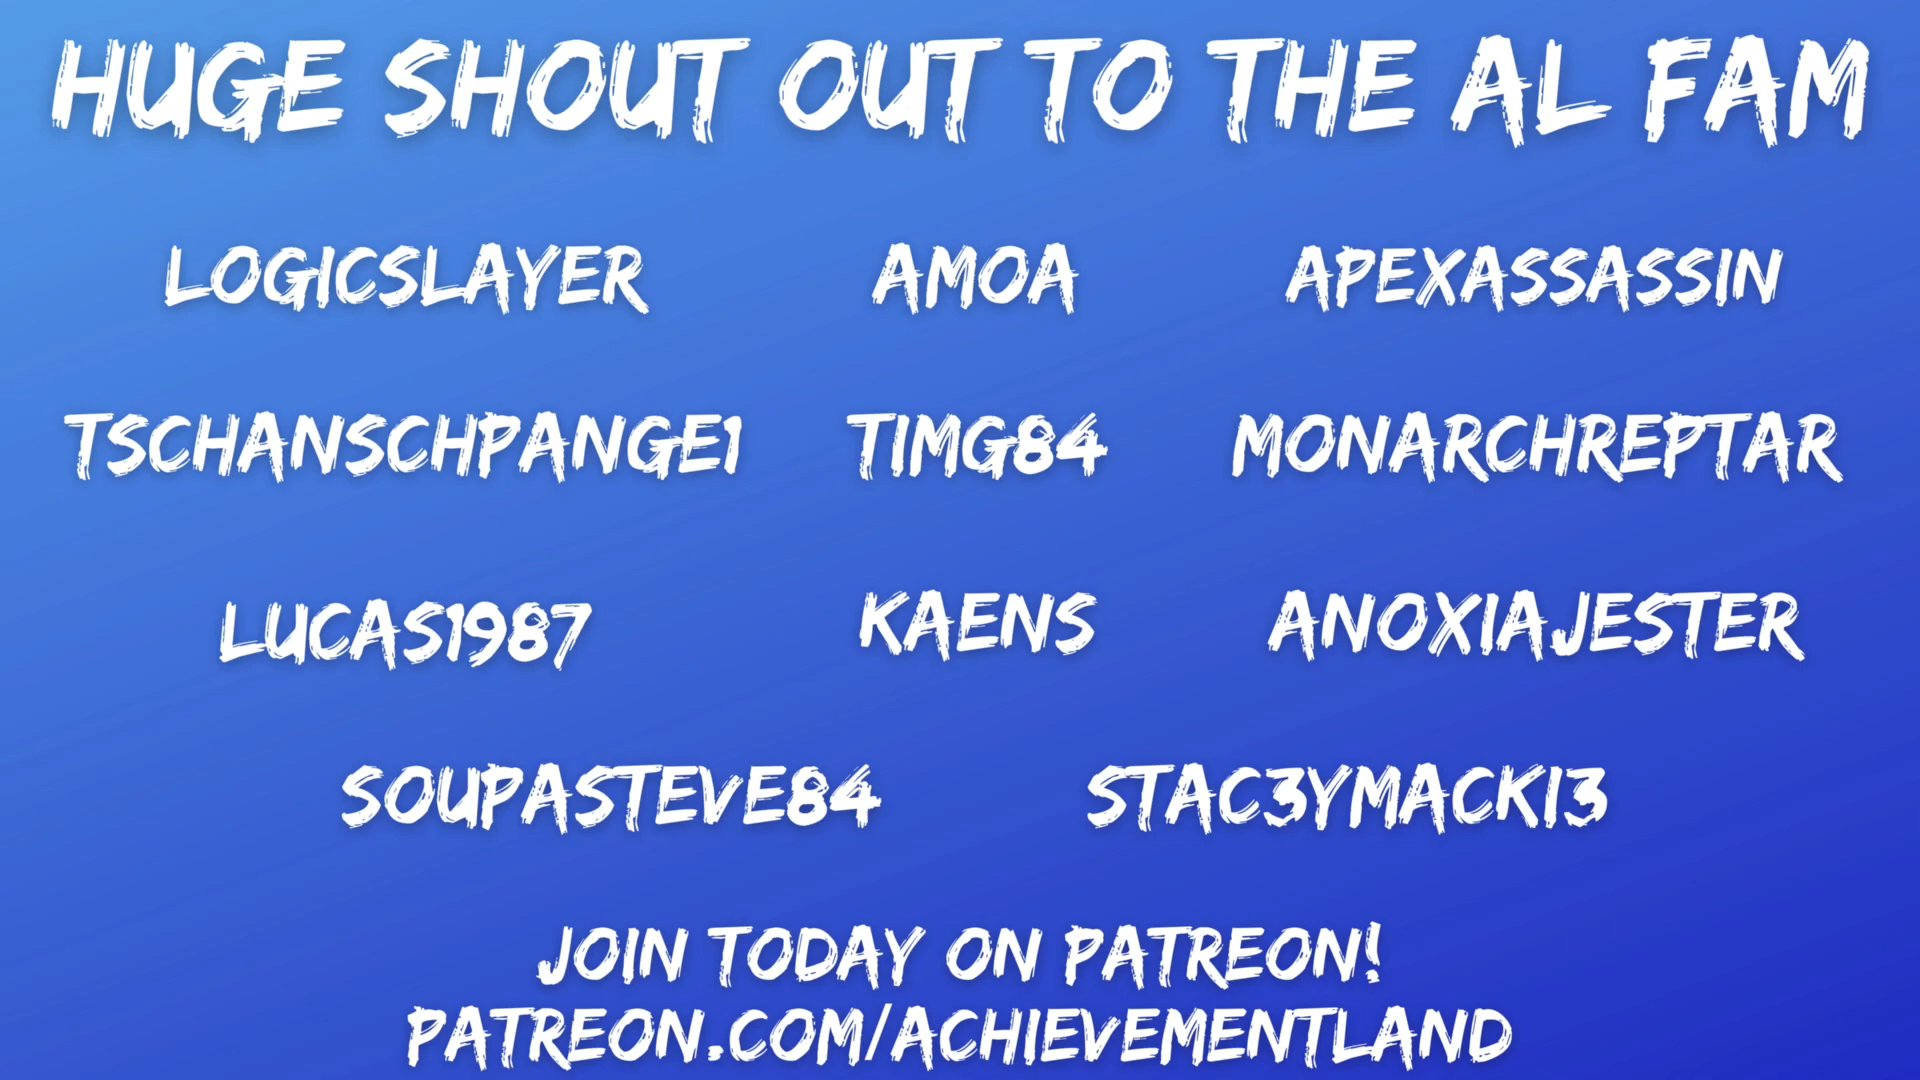 HUGE SHOUT OUT TO THE AL FAM
LOGICSLAYER AMOA APEXASSASSIN
TSCHANSCHPANGE1 TIMG84 MONARCHREPTAR
LUCAS1987 KAENS ANOXIAJESTER
SOUPASTEVE84 STAC3YMACKI3
JOIN TODAY ON PATREON!
PATREON.COM/ACHIEVEMENTLAND